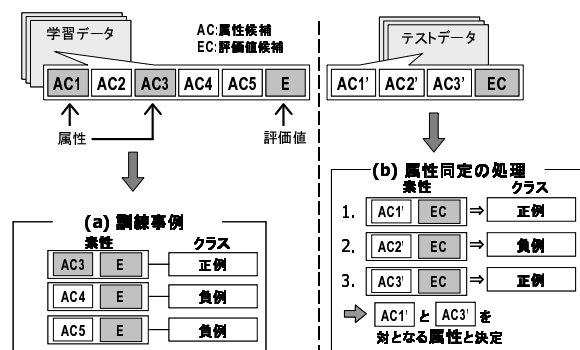 学習データ
AC:属性候補
EC:評価値候補
AC1 AC2 AC3 AC4 AC5 E
属性
評価値
(a) 訓練事例
素性 クラス
AC3 E 正例
AC4 E 負例
AC5 E 負例
テストデータ
AC1' AC2' AC3' EC
(b) 属性同定の処理
素性 クラス
1. AC1' EC ⇒ 正例
2. AC2' EC ⇒ 負例
3. AC3' EC ⇒ 正例
AC1' と AC3' を
対となる属性と決定